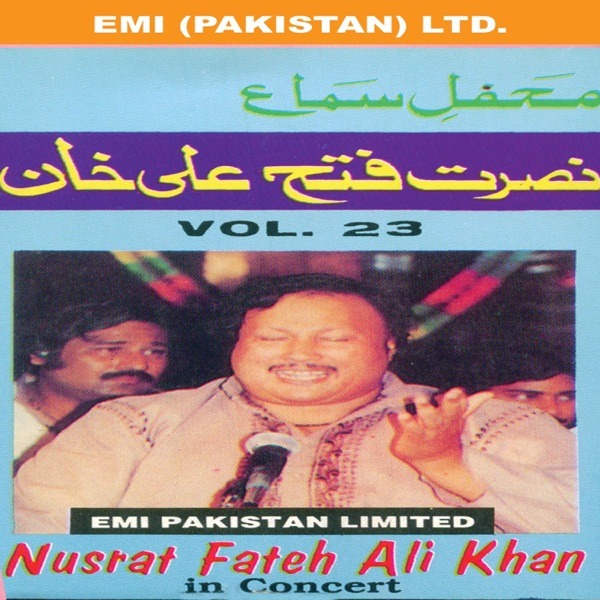 EMI (PAKISTAN) LTD.
محفلِ سماع
نصرت فتح علی خان
VOL. 23
EMI PAKISTAN LIMITED
Nusrat Fateh Ali Khan
in Concert